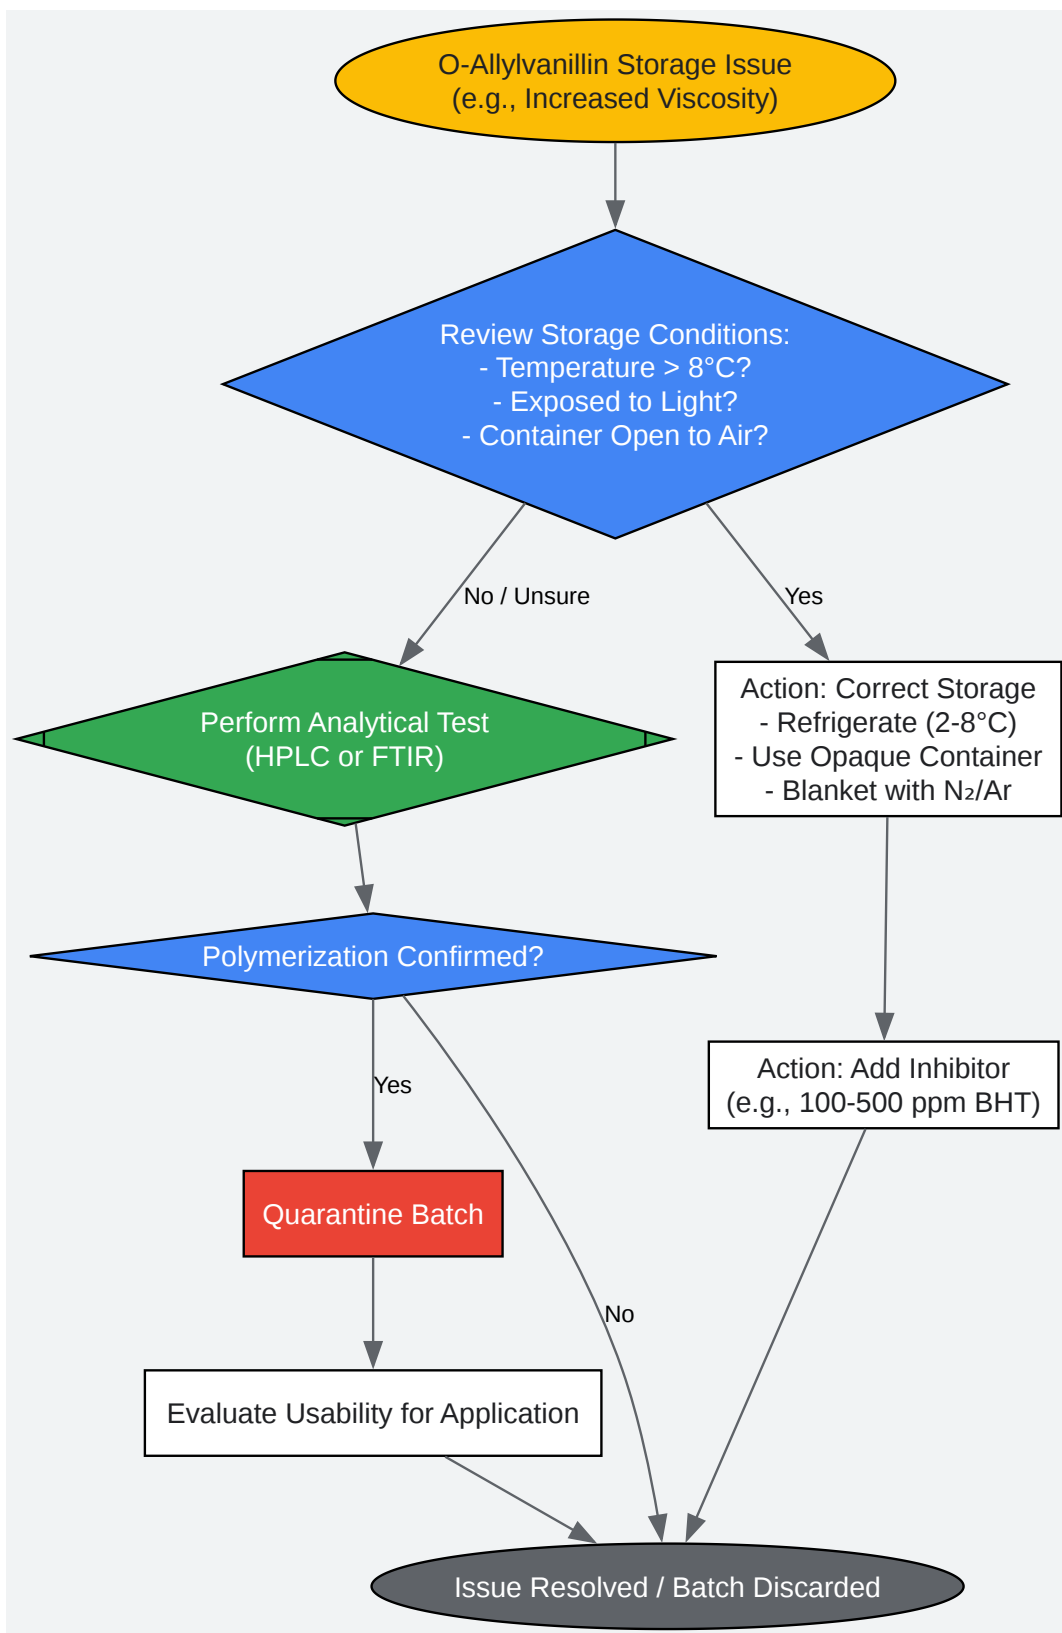 O-Allylvanillin Storage Issue
(e.g., Increased Viscosity)
Review Storage Conditions:
- Temperature > 8°C?
- Exposed to Light?
- Container Open to Air?
No / Unsure
Yes
Perform Analytical Test
(HPLC or FTIR)
Action: Correct Storage
- Refrigerate (2-8°C)
- Use Opaque Container
- Blanket with N₂/Ar
Polymerization Confirmed?
Action: Add Inhibitor
(e.g., 100-500 ppm BHT)
Yes
Quarantine Batch
No
Evaluate Usability for Application
Issue Resolved / Batch Discarded